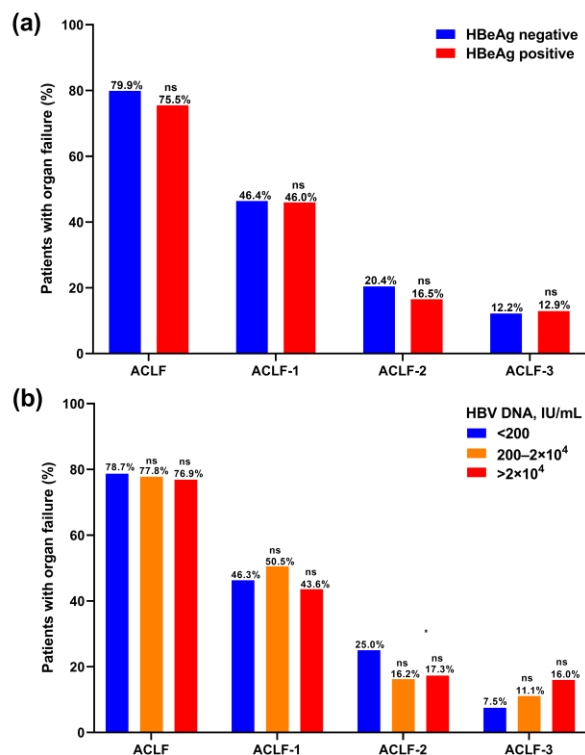 (a)
HBeAg negative
HBeAg positive
Patients with organ failure (%)
100
80
60
40
20
0
79.9%
ns
75.5%
46.4%
ns
46.0%
20.4%
ns
16.5%
12.2%
ns
12.9%
ACLF
ACLF-1
ACLF-2
ACLF-3
(b)
HBV DNA, IU/mL
<200
200–2×10⁴
>2×10⁴
Patients with organ failure (%)
100
80
60
40
20
0
78.7%
ns
77.8%
ns
76.9%
46.3%
ns
50.5%
ns
43.6%
25.0%
ns
16.2%
*
ns
17.3%
7.5%
ns
11.1%
ns
16.0%
ACLF
ACLF-1
ACLF-2
ACLF-3